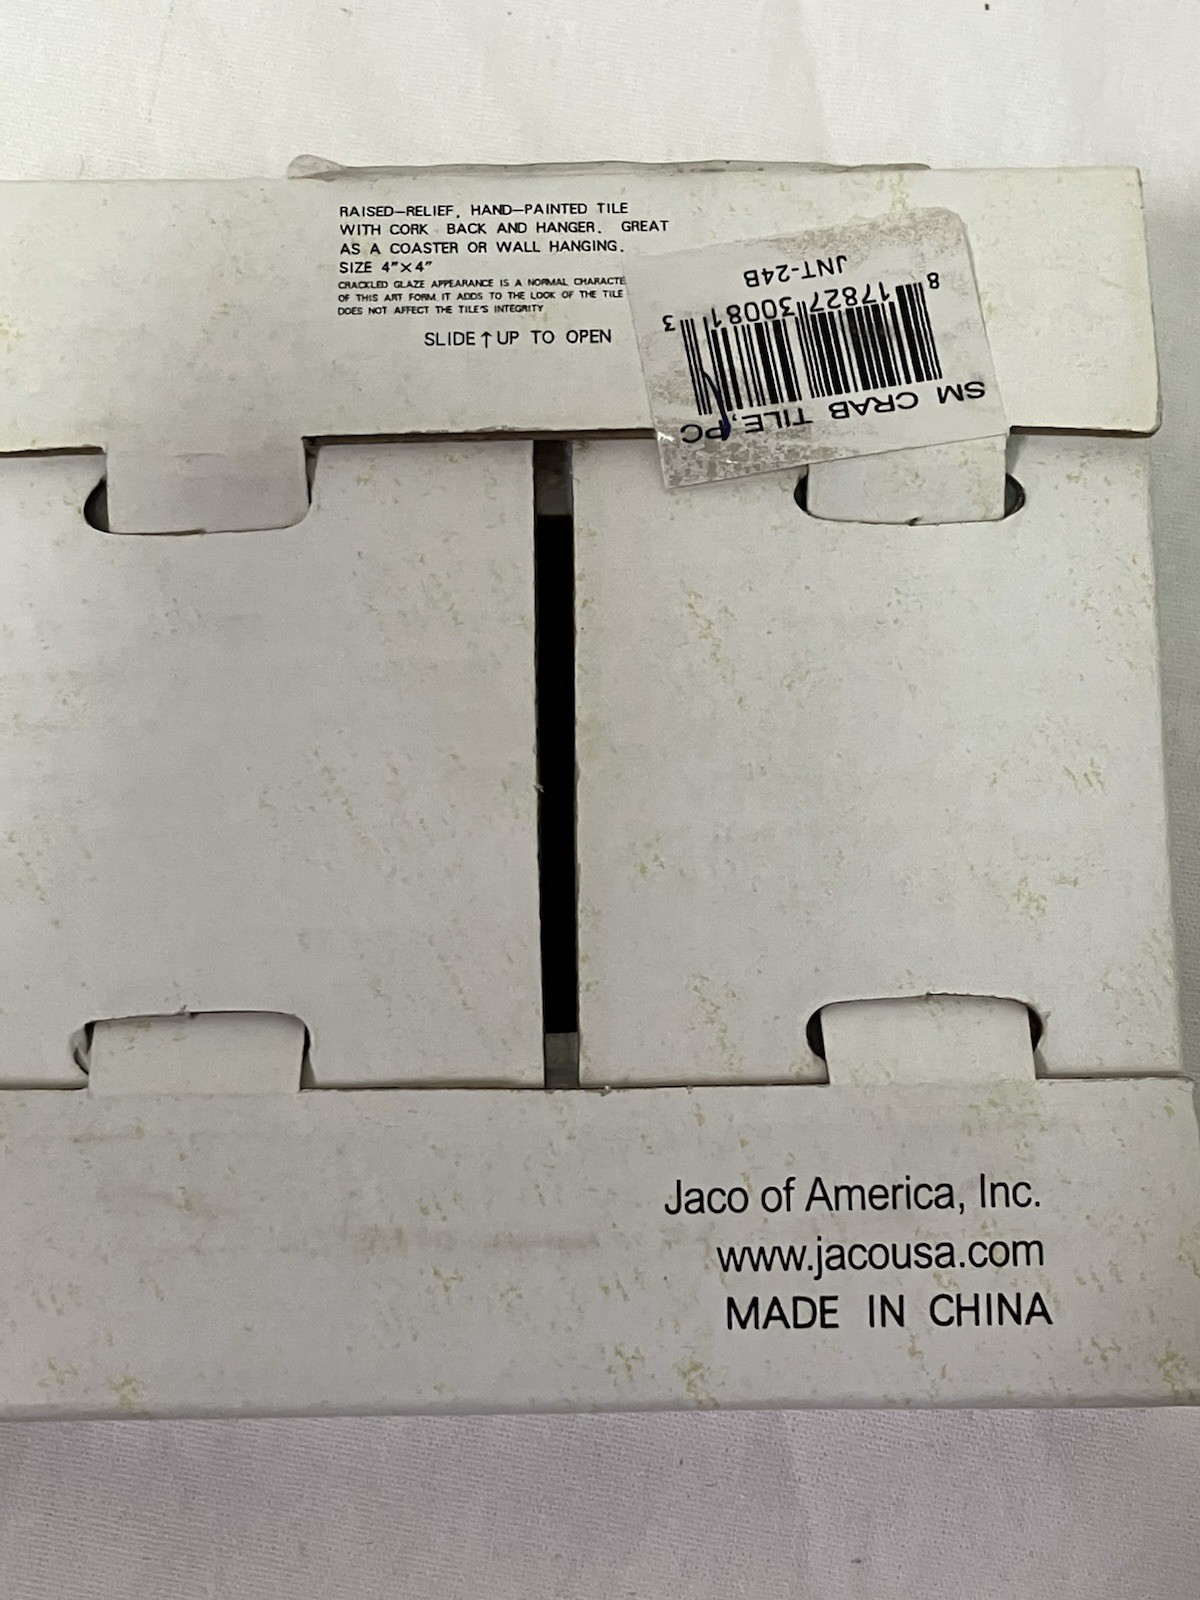 RAISED-RELIEF, HAND-PAINTED TILE
WITH CORK BACK AND HANGER. GREAT
AS A COASTER OR WALL HANGING.
SIZE 4"×4"
CRACKLED GLAZE APPEARANCE IS A NORMAL CHARACTE
OF THIS ART FORM. IT ADDS TO THE LOOK OF THE TILE
DOES NOT AFFECT THE TILE'S INTEGRITY
SLIDE ↑ UP TO OPEN
SM CRAB TILE, PC
8 17827 30081 3
JNT-24B
Jaco of America, Inc.
www.jacousa.com
MADE IN CHINA